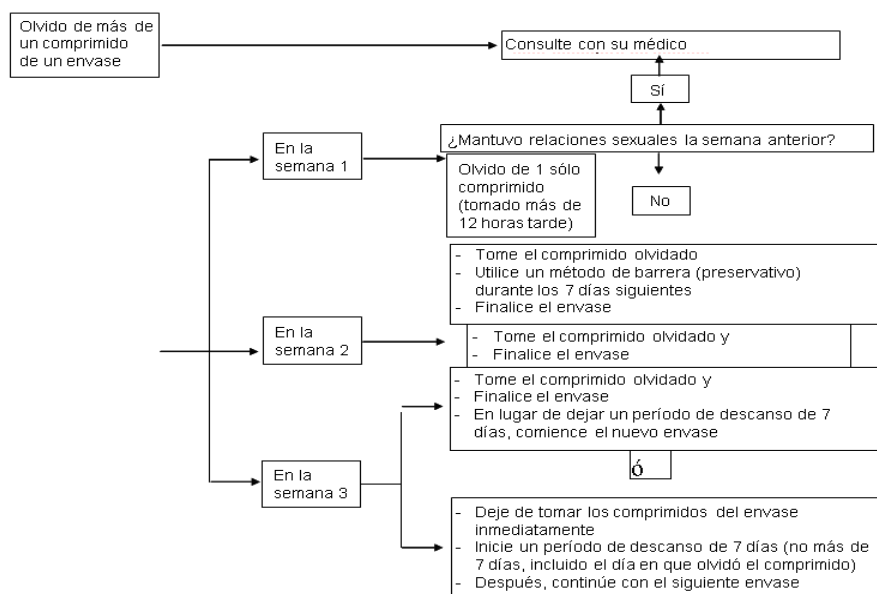 Olvido de más de
un comprimido
de un envase
Consulte con su médico
Sí
¿Mantuvo relaciones sexuales la semana anterior?
En la
semana 1
Olvido de 1 sólo
comprimido
(tomado más de
12 horas tarde)
No
- Tome el comprimido olvidado
- Utilice un método de barrera (preservativo)
durante los 7 días siguientes
- Finalice el envase
En la
semana 2
- Tome el comprimido olvidado y
- Finalice el envase
- Tome el comprimido olvidado y
- Finalice el envase
- En lugar de dejar un período de descanso de 7
días, comience el nuevo envase
ó
En la
semana 3
- Deje de tomar los comprimidos del envase
inmediatamente
- Inicie un período de descanso de 7 días (no más de
7 días, incluido el día en que olvidó el comprimido)
- Después, continúe con el siguiente envase